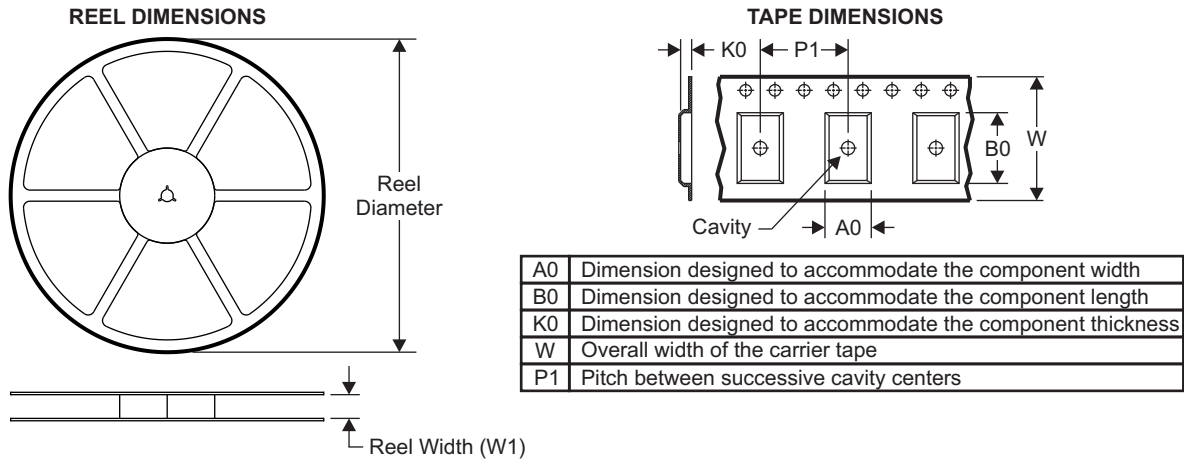 REEL DIMENSIONS
Reel
Diameter
Reel Width (W1)
TAPE DIMENSIONS
K0
P1
W
B0
Cavity
A0
A0 Dimension designed to accommodate the component width
B0 Dimension designed to accommodate the component length
K0 Dimension designed to accommodate the component thickness
W Overall width of the carrier tape
P1 Pitch between successive cavity centers